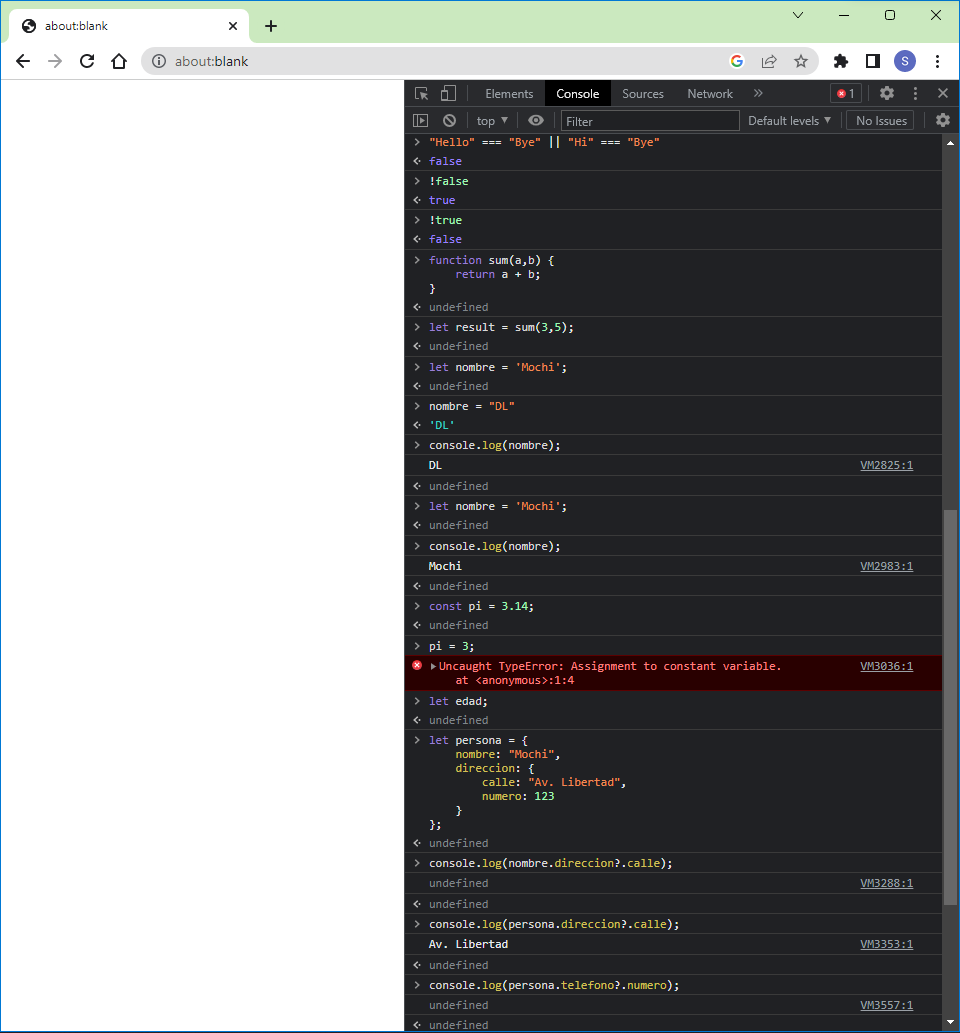 about:blank
about:blank
S
Elements Console Sources Network 1
top Filter Default levels No Issues
"Hello" === "Bye" || "Hi" === "Bye"
false
!false
true
!true
false
function sum(a,b) {
return a + b;
}
undefined
let result = sum(3,5);
undefined
let nombre = 'Mochi';
undefined
nombre = "DL"
'DL'
console.log(nombre);
DL VM2825:1
undefined
let nombre = 'Mochi';
undefined
console.log(nombre);
Mochi VM2983:1
undefined
const pi = 3.14;
undefined
pi = 3;
Uncaught TypeError: Assignment to constant variable. VM3036:1
at <anonymous>:1:4
let edad;
undefined
let persona = {
nombre: "Mochi",
direccion: {
calle: "Av. Libertad",
numero: 123
}
};
undefined
console.log(nombre.direccion?.calle);
undefined VM3288:1
undefined
console.log(persona.direccion?.calle);
Av. Libertad VM3353:1
undefined
console.log(persona.telefono?.numero);
undefined VM3557:1
undefined